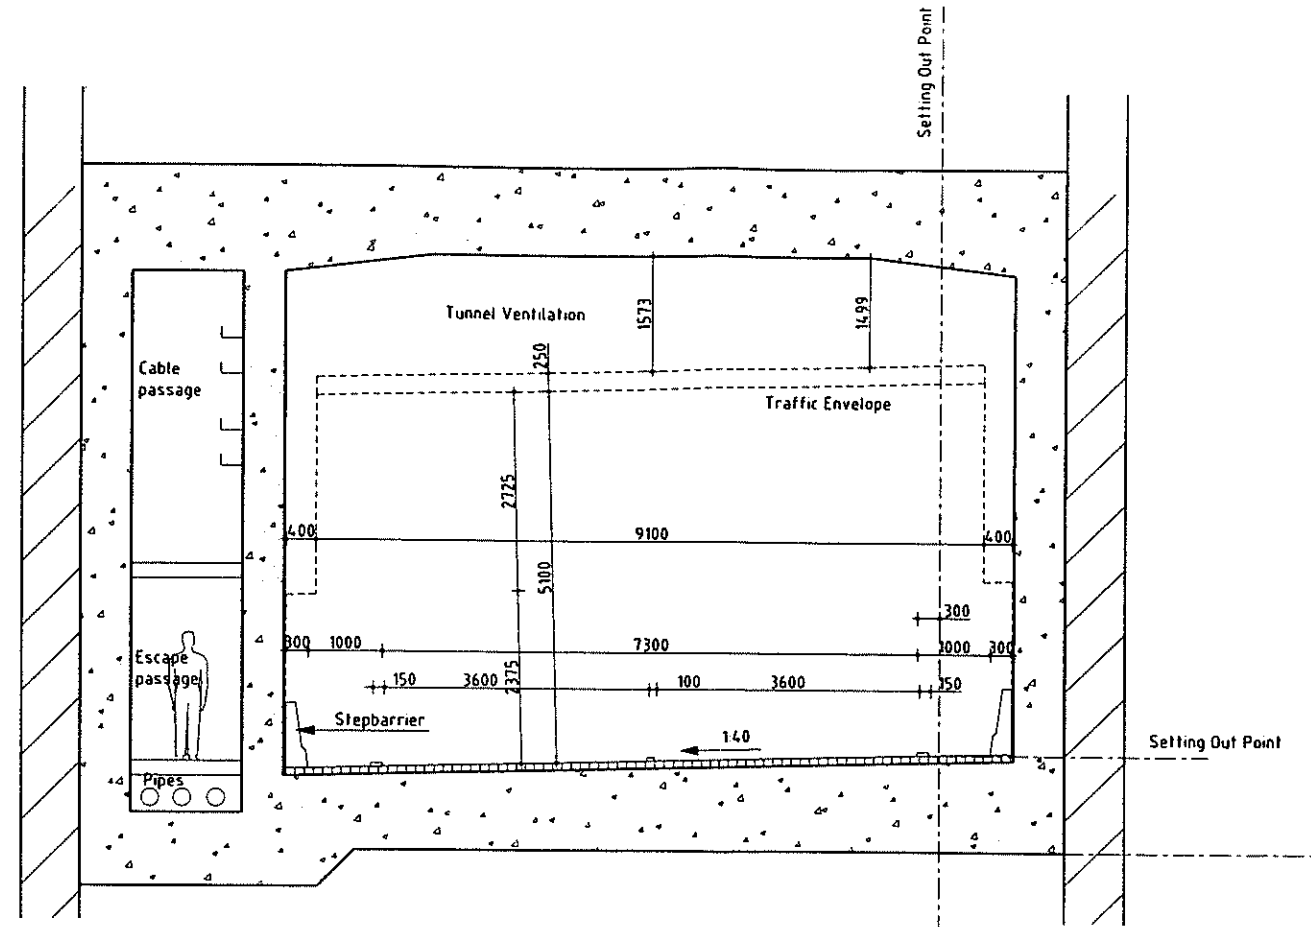 Setting Out Point
Tunnel Ventilation
1573
1499
250
Cable
passage
Traffic Envelope
2725
400
9100
400
5100
300
300
1000
7300
1000
300
Escape
passage
2375
150
3600
100
3600
150
Stepbarrier
1:40
Setting Out Point
Pipes